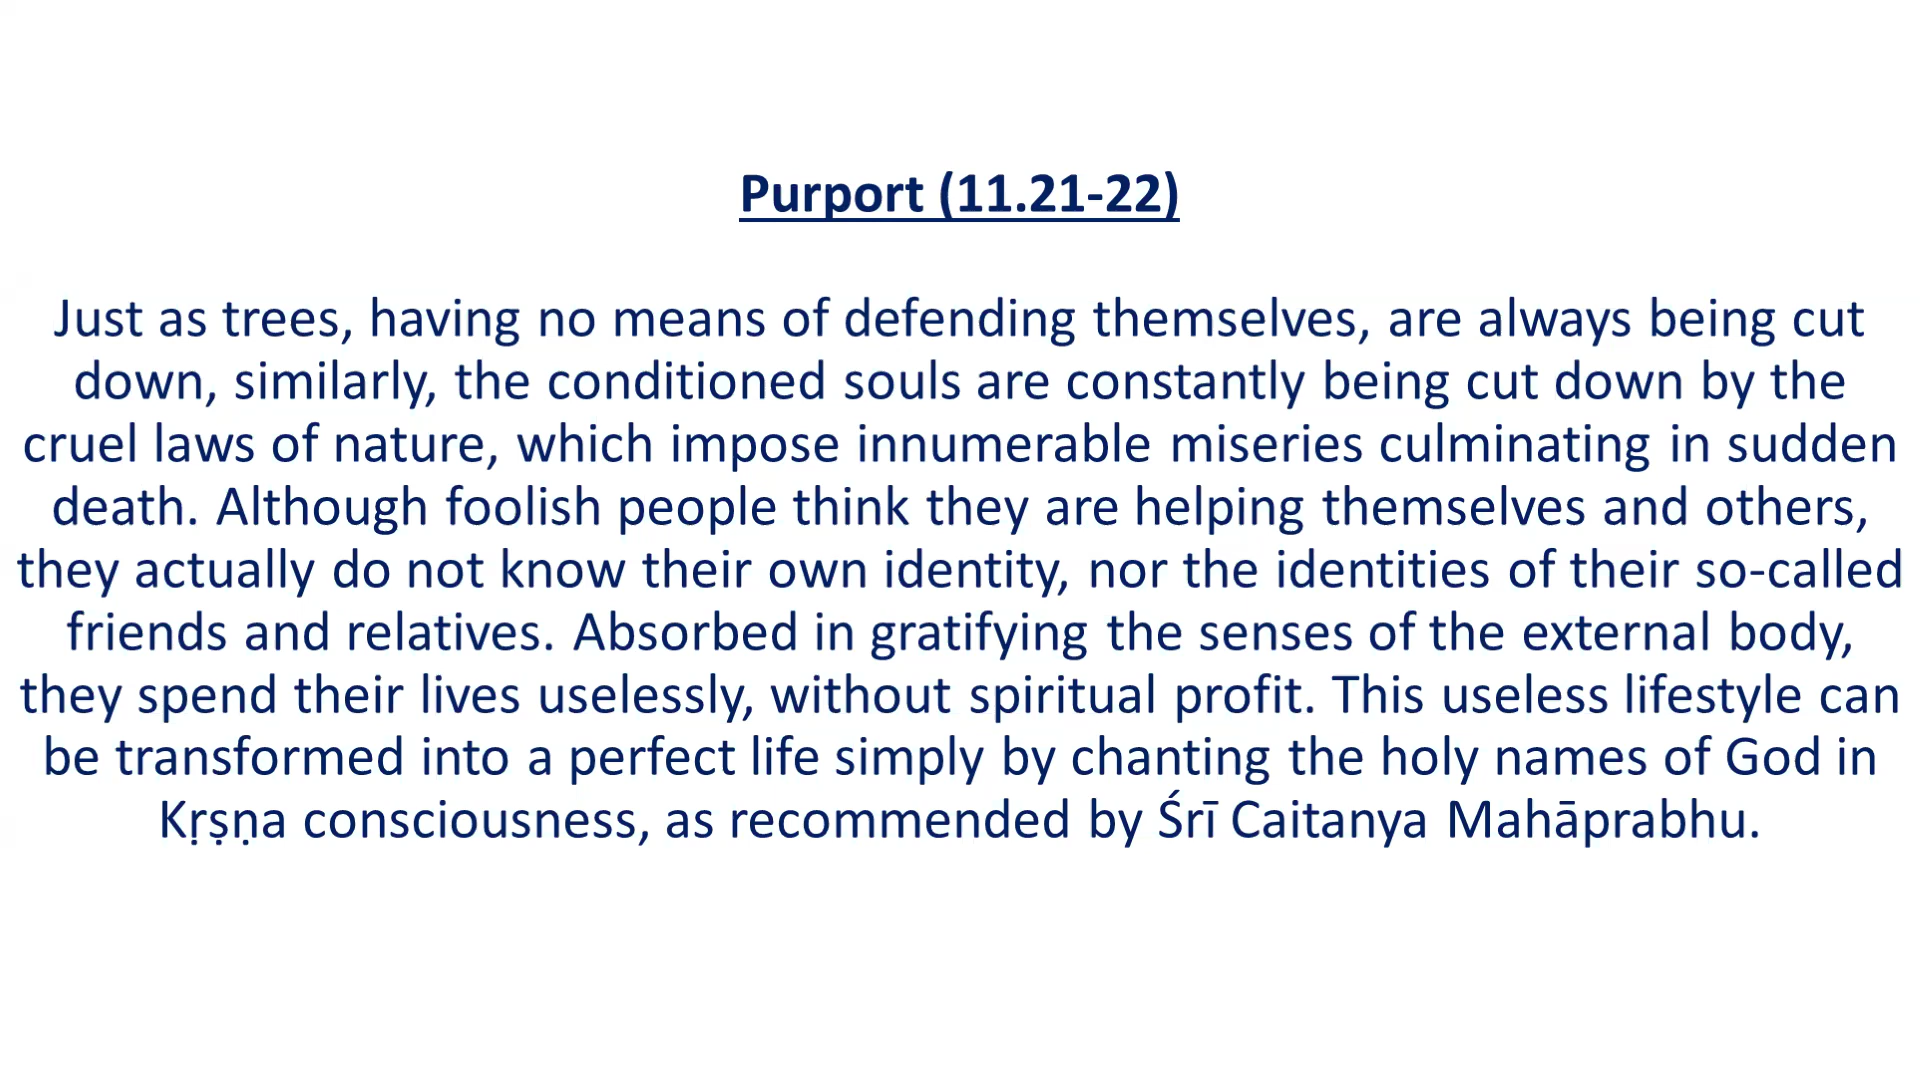 Purport (11.21-22)
Just as trees, having no means of defending themselves, are always being cut
down, similarly, the conditioned souls are constantly being cut down by the
cruel laws of nature, which impose innumerable miseries culminating in sudden
death. Although foolish people think they are helping themselves and others,
they actually do not know their own identity, nor the identities of their so-called
friends and relatives. Absorbed in gratifying the senses of the external body,
they spend their lives uselessly, without spiritual profit. This useless lifestyle can
be transformed into a perfect life simply by chanting the holy names of God in
Kṛṣṇa consciousness, as recommended by Śrī Caitanya Mahāprabhu.